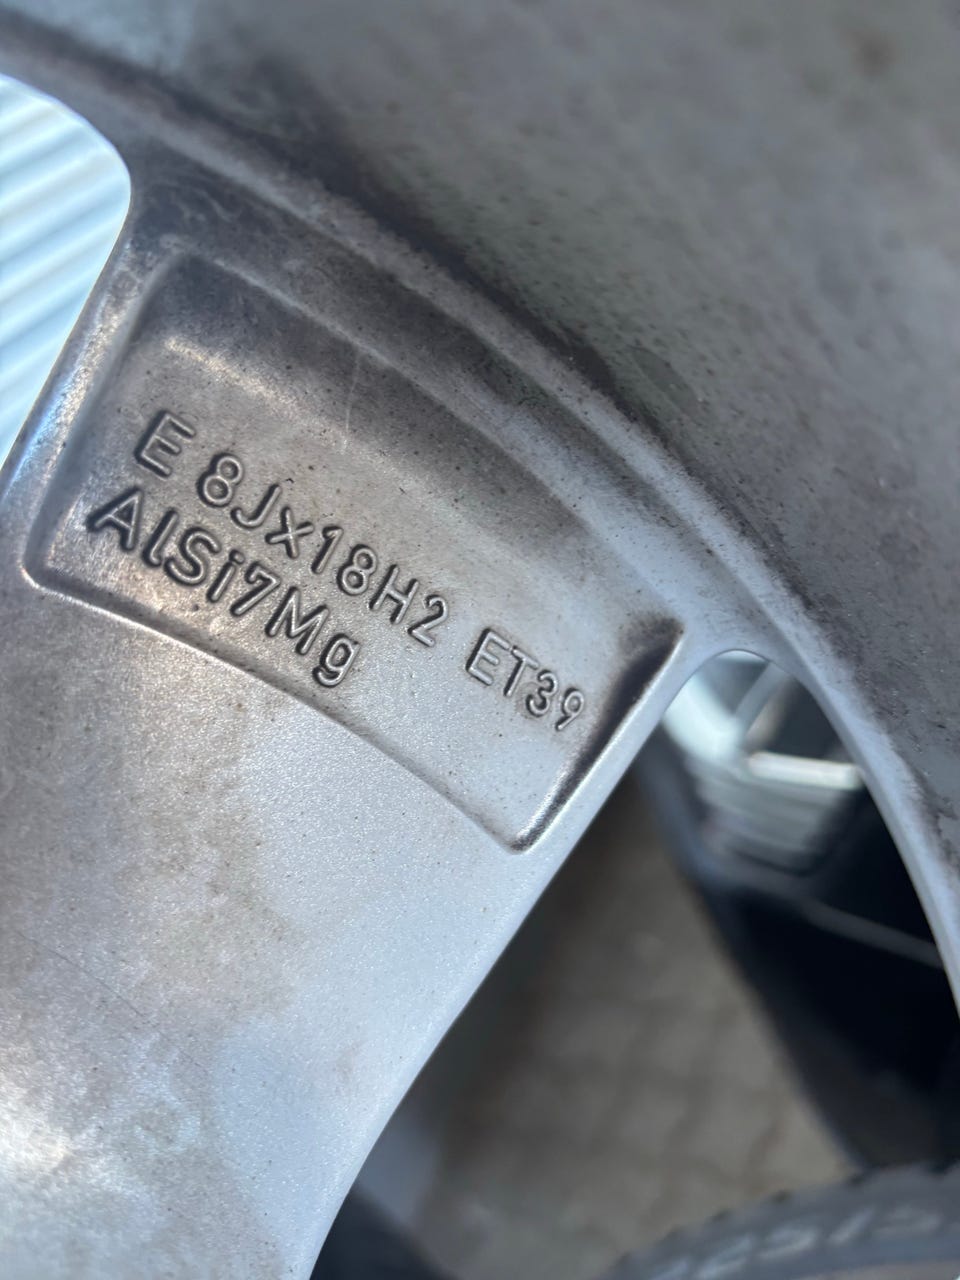 E 8Jx18H2 ET39
AlSi7Mg